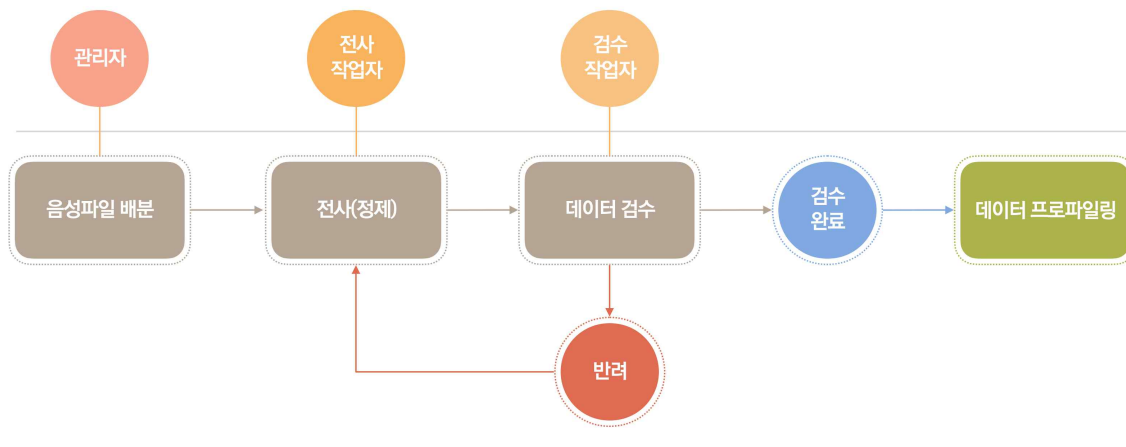 관리자
전사
작업자
검수
작업자
음성파일 배분
전사(정제)
데이터 검수
검수
완료
데이터 프로파일링
반려